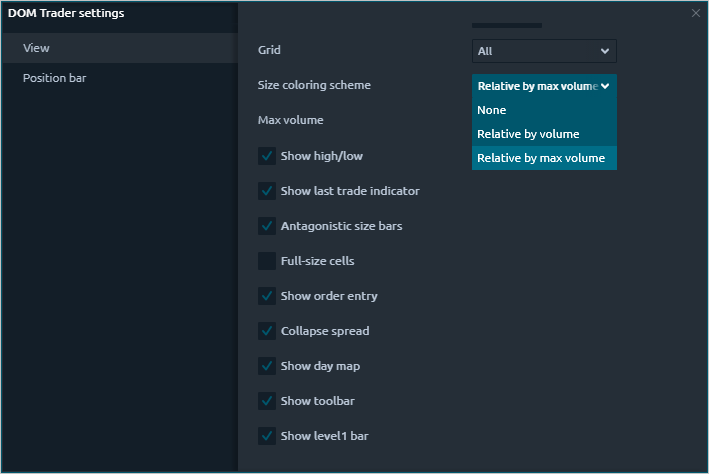 DOM Trader settings
View
Position bar
Grid
All
Size coloring scheme
Relative by max volume
None
Relative by volume
Relative by max volume
Max volume
Show high/low
Show last trade indicator
Antagonistic size bars
Full-size cells
Show order entry
Collapse spread
Show day map
Show toolbar
Show level1 bar